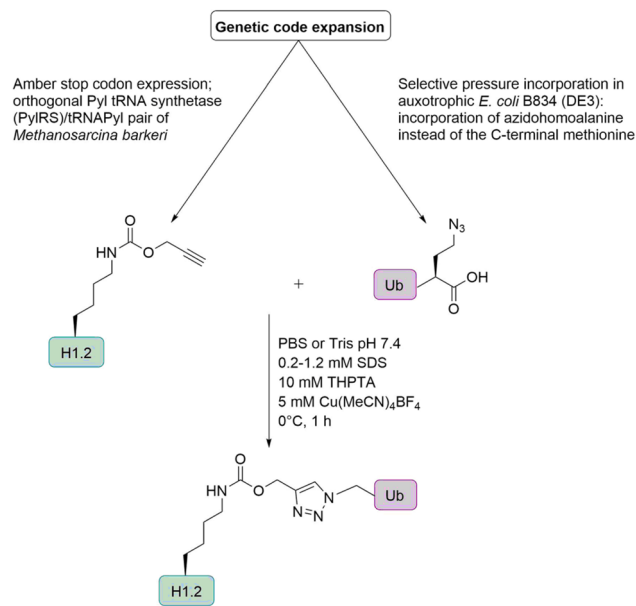 Genetic code expansion
Amber stop codon expression;
orthogonal Pyl tRNA synthetase
(PylRS)/tRNAPyl pair of
Methanosarcina barkeri
Selective pressure incorporation in
auxotrophic E. coli B834 (DE3):
incorporation of azidohomoalanine
instead of the C-terminal methionine
O
HN
O
H1.2
+
N₃
Ub
OH
O
PBS or Tris pH 7.4
0.2-1.2 mM SDS
10 mM THPTA
5 mM Cu(MeCN)₄BF₄
0°C, 1 h
O
HN
O
N
N=N
Ub
H1.2